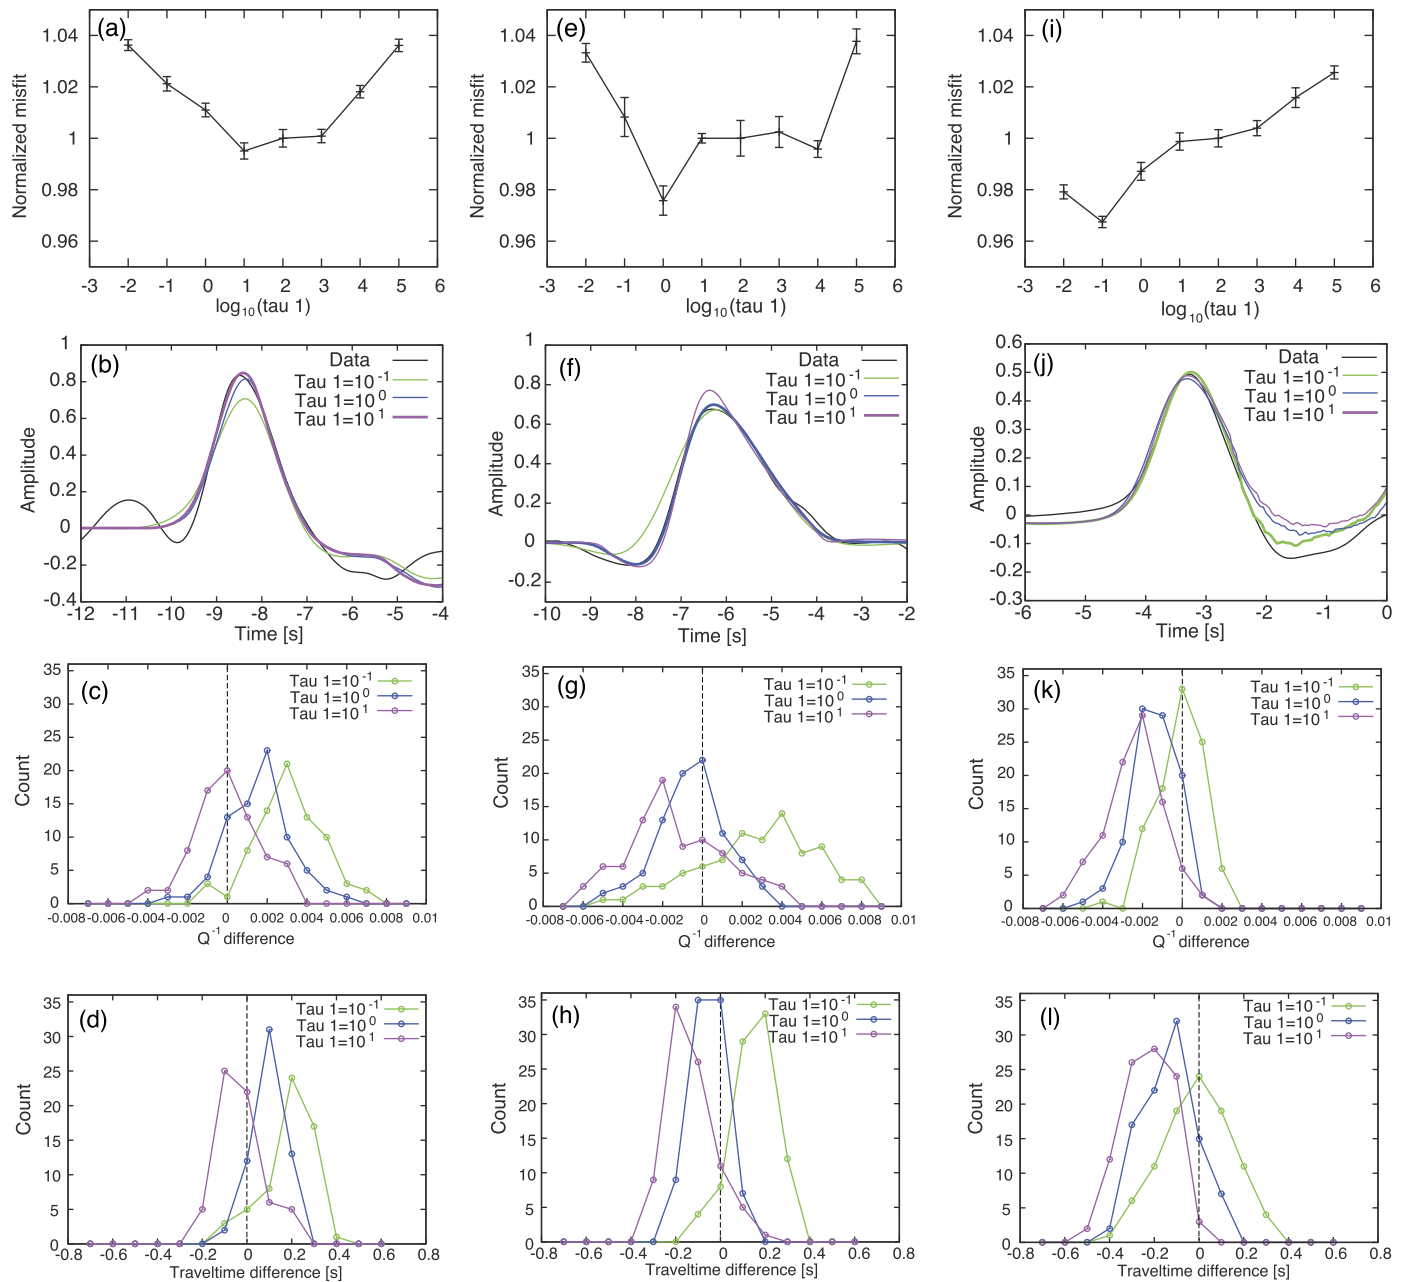 (a)
1.04
1.02
1
0.98
0.96
Normalized misfit
-3 -2 -1 0 1 2 3 4 5 6
log10(tau 1)
(e)
1.04
1.02
1
0.98
0.96
Normalized misfit
-3 -2 -1 0 1 2 3 4 5 6
log10(tau 1)
(i)
1.04
1.02
1
0.98
0.96
Normalized misfit
-3 -2 -1 0 1 2 3 4 5 6
log10(tau 1)
(b)
Data
Tau 1=10-1
Tau 1=100
Tau 1=101
1
0.8
0.6
0.4
0.2
0
-0.2
-0.4
Amplitude
-12 -11 -10 -9 -8 -7 -6 -5 -4
Time [s]
(f)
Data
Tau 1=10-1
Tau 1=100
Tau 1=101
1
0.8
0.6
0.4
0.2
0
-0.2
Amplitude
-10 -9 -8 -7 -6 -5 -4 -3 -2
Time [s]
(j)
Data
Tau 1=10-1
Tau 1=100
Tau 1=101
0.6
0.5
0.4
0.3
0.2
0.1
0
-0.1
-0.2
-0.3
Amplitude
-6 -5 -4 -3 -2 -1 0
Time [s]
(c)
Tau 1=10-1
Tau 1=100
Tau 1=101
35
30
25
20
15
10
5
0
Count
-0.008 -0.006 -0.004 -0.002 0 0.002 0.004 0.006 0.008 0.01
Q-1 difference
(g)
Tau 1=10-1
Tau 1=100
Tau 1=101
35
30
25
20
15
10
5
0
Count
-0.008 -0.006 -0.004 -0.002 0 0.002 0.004 0.006 0.008 0.01
Q-1 difference
(k)
Tau 1=10-1
Tau 1=100
Tau 1=101
35
30
25
20
15
10
5
0
Count
-0.008 -0.006 -0.004 -0.002 0 0.002 0.004 0.006 0.008 0.01
Q-1 difference
(d)
Tau 1=10-1
Tau 1=100
Tau 1=101
35
30
25
20
15
10
5
0
Count
-0.8 -0.6 -0.4 -0.2 0 0.2 0.4 0.6 0.8
Traveltime difference [s]
(h)
Tau 1=10-1
Tau 1=100
Tau 1=101
35
30
25
20
15
10
5
0
Count
-0.8 -0.6 -0.4 -0.2 0 0.2 0.4 0.6 0.8
Traveltime difference [s]
(l)
Tau 1=10-1
Tau 1=100
Tau 1=101
35
30
25
20
15
10
5
0
Count
-0.8 -0.6 -0.4 -0.2 0 0.2 0.4 0.6 0.8
Traveltime difference [s]